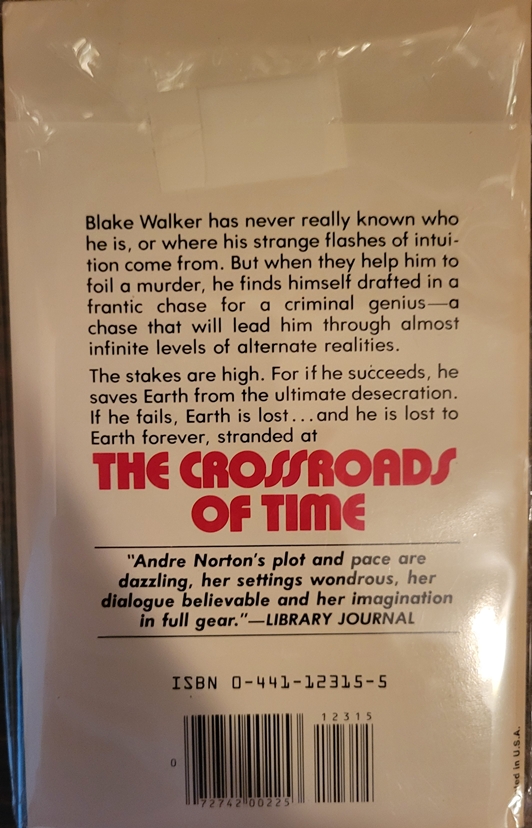 Blake Walker has never really known who
he is, or where his strange flashes of intui-
tion come from. But when they help him to
foil a murder, he finds himself drafted in a
frantic chase for a criminal genius—a
chase that will lead him through almost
infinite levels of alternate realities.
The stakes are high. For if he succeeds, he
saves Earth from the ultimate desecration.
If he fails, Earth is lost...and he is lost to
Earth forever, stranded at
THE CROSSROADS
OF TIME
"Andre Norton's plot and pace are
dazzling, her settings wondrous, her
dialogue believable and her imagination
in full gear."—LIBRARY JOURNAL
ISBN 0-441-12315-5
12315
0
72742 00225
in U.S.A.